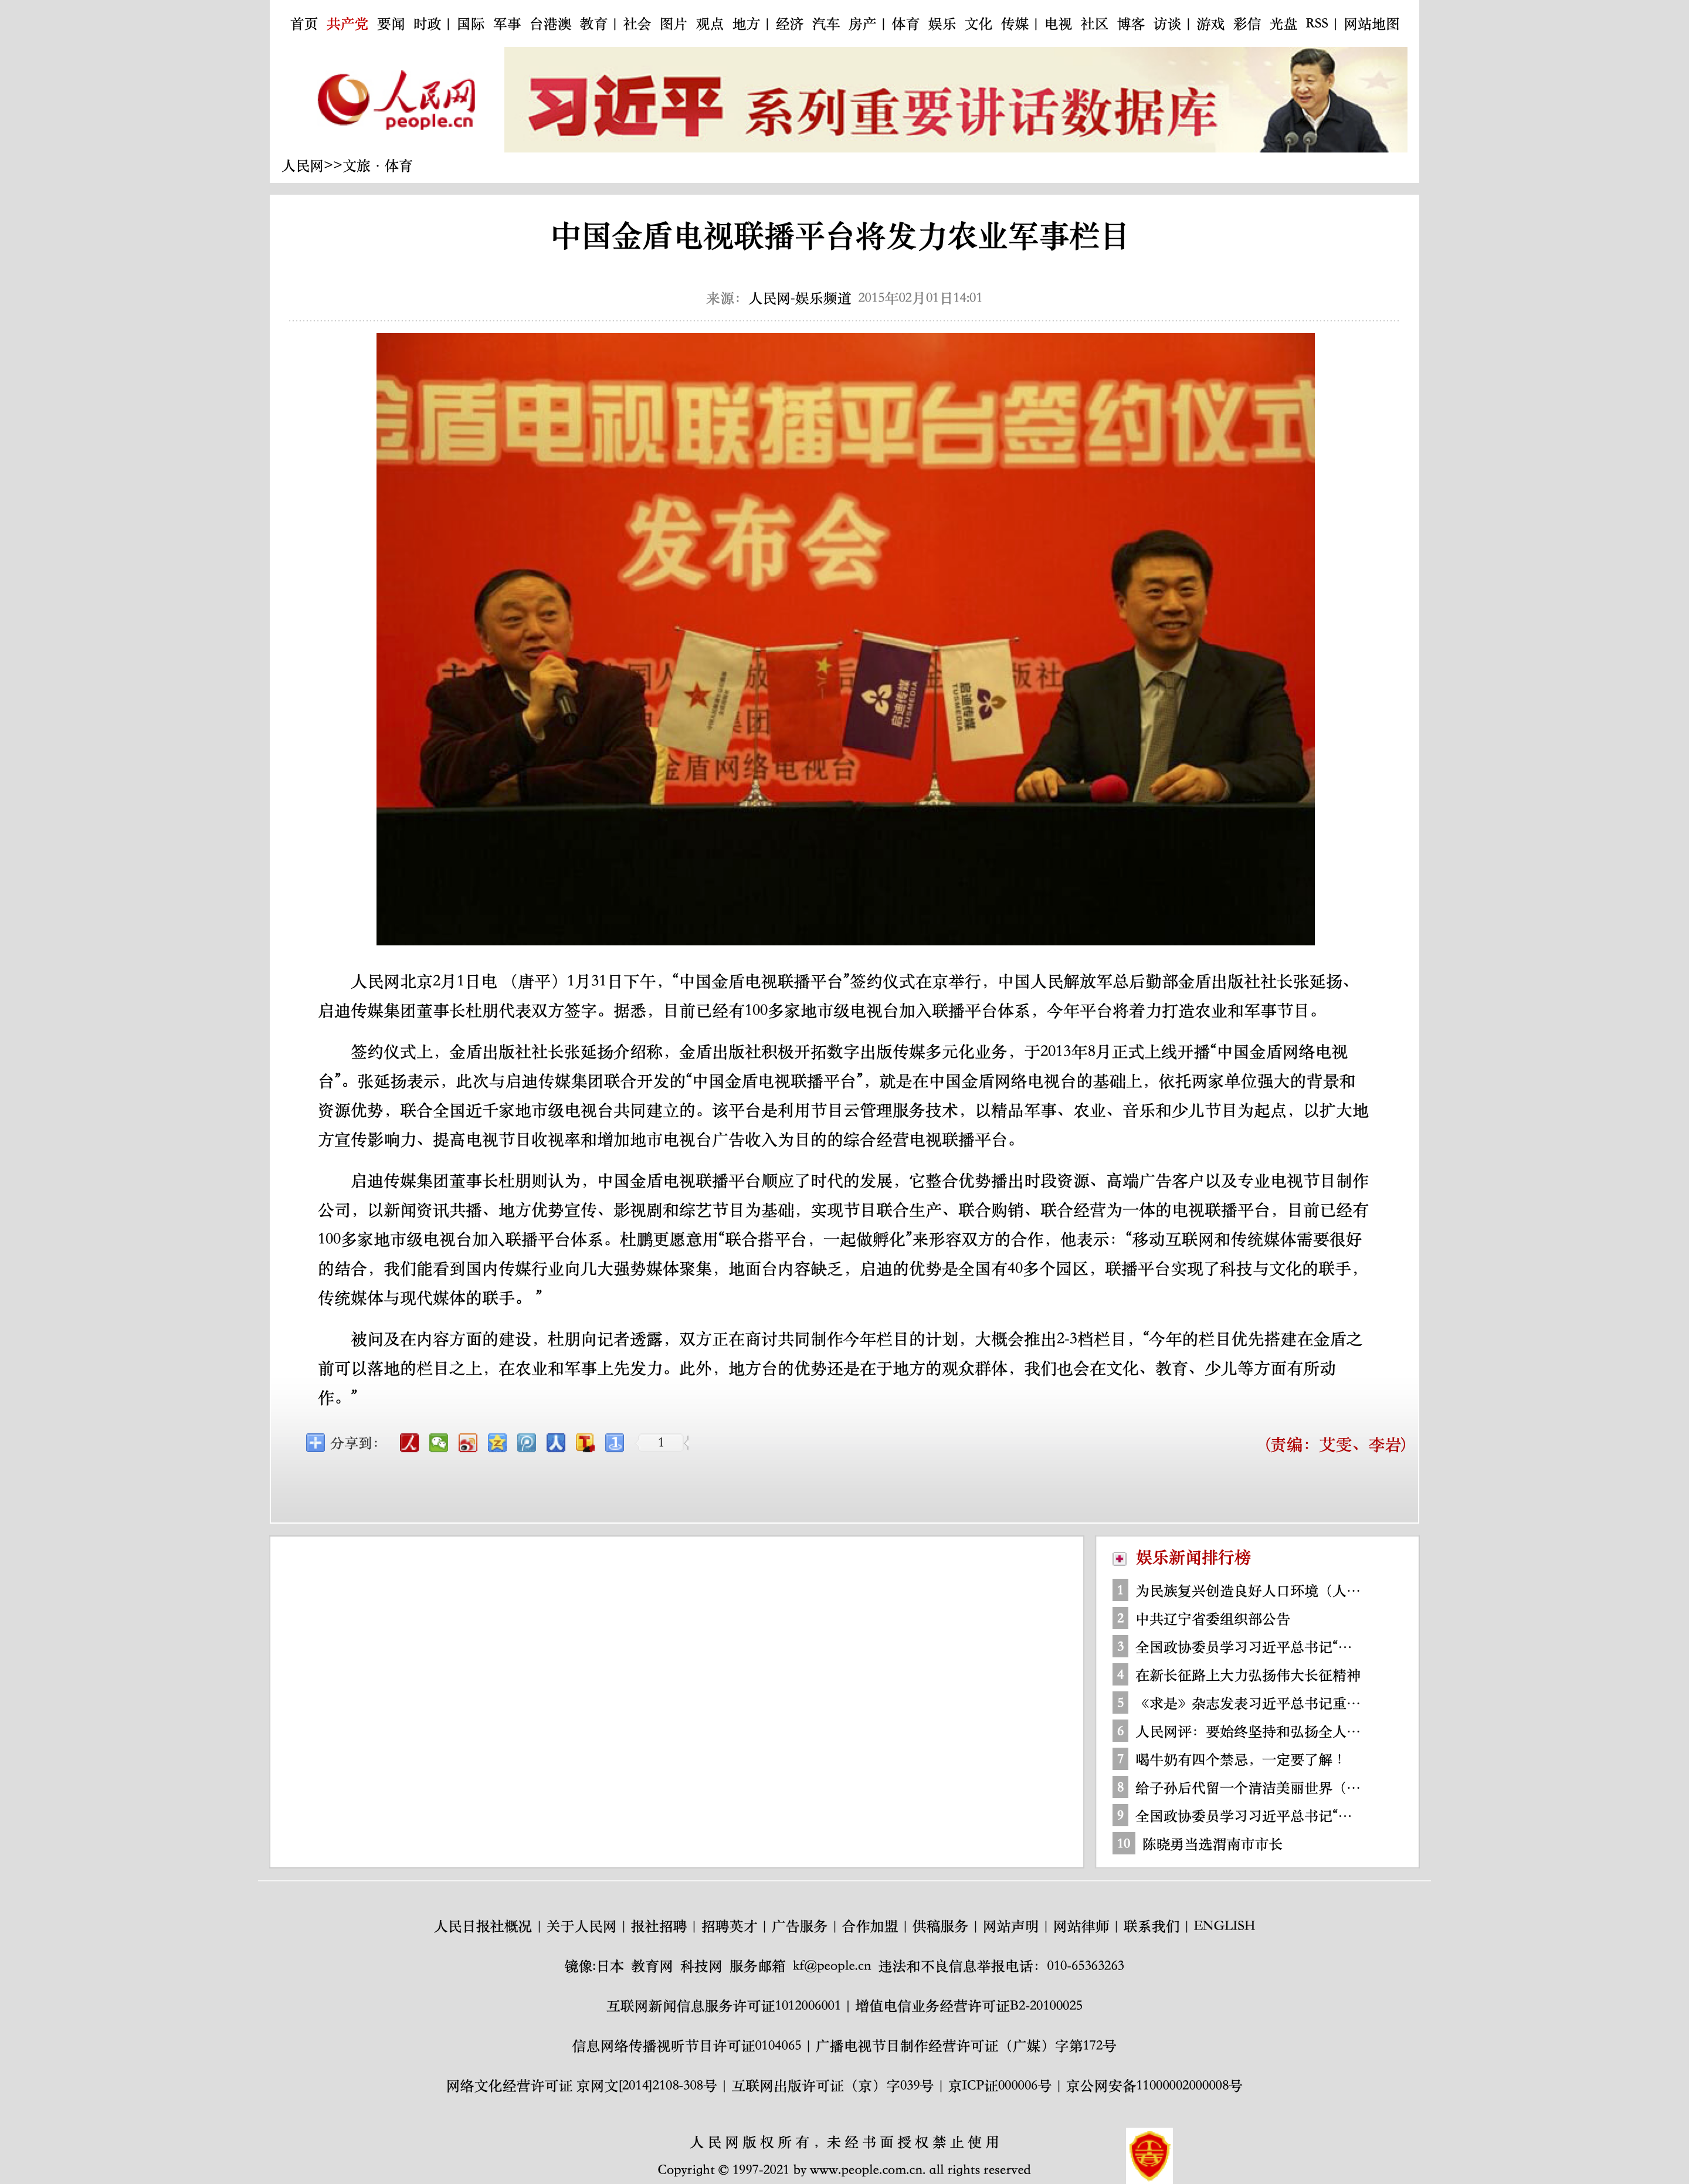 首页 共产党 要闻 时政 | 国际 军事 台港澳 教育 | 社会 图片 观点 地方 | 经济 汽车 房产 | 体育 娱乐 文化 传媒 | 电视 社区 博客 访谈 | 游戏 彩信 光盘 RSS | 网站地图
人民网
people.cn
习近平 系列重要讲话数据库
人民网>>文旅·体育
中国金盾电视联播平台将发力农业军事栏目
来源：人民网-娱乐频道 2015年02月01日14:01
金盾电视联播平台签约仪式
发布会
启迪传媒
TUSMEDIA
启迪传媒
TUSMEDIA
金盾网络电视台
人民网北京2月1日电 （唐平）1月31日下午，“中国金盾电视联播平台”签约仪式在京举行，中国人民解放军总后勤部金盾出版社社长张延扬、
启迪传媒集团董事长杜朋代表双方签字。据悉，目前已经有100多家地市级电视台加入联播平台体系，今年平台将着力打造农业和军事节目。
签约仪式上，金盾出版社社长张延扬介绍称，金盾出版社积极开拓数字出版传媒多元化业务，于2013年8月正式上线开播“中国金盾网络电视
台”。张延扬表示，此次与启迪传媒集团联合开发的“中国金盾电视联播平台”，就是在中国金盾网络电视台的基础上，依托两家单位强大的背景和
资源优势，联合全国近千家地市级电视台共同建立的。该平台是利用节目云管理服务技术，以精品军事、农业、音乐和少儿节目为起点，以扩大地
方宣传影响力、提高电视节目收视率和增加地市电视台广告收入为目的的综合经营电视联播平台。
启迪传媒集团董事长杜朋则认为，中国金盾电视联播平台顺应了时代的发展，它整合优势播出时段资源、高端广告客户以及专业电视节目制作
公司，以新闻资讯共播、地方优势宣传、影视剧和综艺节目为基础，实现节目联合生产、联合购销、联合经营为一体的电视联播平台，目前已经有
100多家地市级电视台加入联播平台体系。杜鹏更愿意用“联合搭平台，一起做孵化”来形容双方的合作，他表示：“移动互联网和传统媒体需要很好
的结合，我们能看到国内传媒行业向几大强势媒体聚集，地面台内容缺乏，启迪的优势是全国有40多个园区，联播平台实现了科技与文化的联手，
传统媒体与现代媒体的联手。 ”
被问及在内容方面的建设，杜朋向记者透露，双方正在商讨共同制作今年栏目的计划，大概会推出2-3档栏目，“今年的栏目优先搭建在金盾之
前可以落地的栏目之上，在农业和军事上先发力。此外，地方台的优势还是在于地方的观众群体，我们也会在文化、教育、少儿等方面有所动
作。”
分享到： 1
(责编：艾雯、李岩)
娱乐新闻排行榜
1 为民族复兴创造良好人口环境（人…
2 中共辽宁省委组织部公告
3 全国政协委员学习习近平总书记“…
4 在新长征路上大力弘扬伟大长征精神
5 《求是》杂志发表习近平总书记重…
6 人民网评：要始终坚持和弘扬全人…
7 喝牛奶有四个禁忌，一定要了解！
8 给子孙后代留一个清洁美丽世界（…
9 全国政协委员学习习近平总书记“…
10 陈晓勇当选渭南市市长
人民日报社概况 | 关于人民网 | 报社招聘 | 招聘英才 | 广告服务 | 合作加盟 | 供稿服务 | 网站声明 | 网站律师 | 联系我们 | ENGLISH
镜像:日本 教育网 科技网 服务邮箱 kf@people.cn 违法和不良信息举报电话：010-65363263
互联网新闻信息服务许可证1012006001 | 增值电信业务经营许可证B2-20100025
信息网络传播视听节目许可证0104065 | 广播电视节目制作经营许可证（广媒）字第172号
网络文化经营许可证 京网文[2014]2108-308号 | 互联网出版许可证（京）字039号 | 京ICP证000006号 | 京公网安备11000002000008号
人 民 网 版 权 所 有 ，未 经 书 面 授 权 禁 止 使 用
Copyright © 1997-2021 by www.people.com.cn. all rights reserved